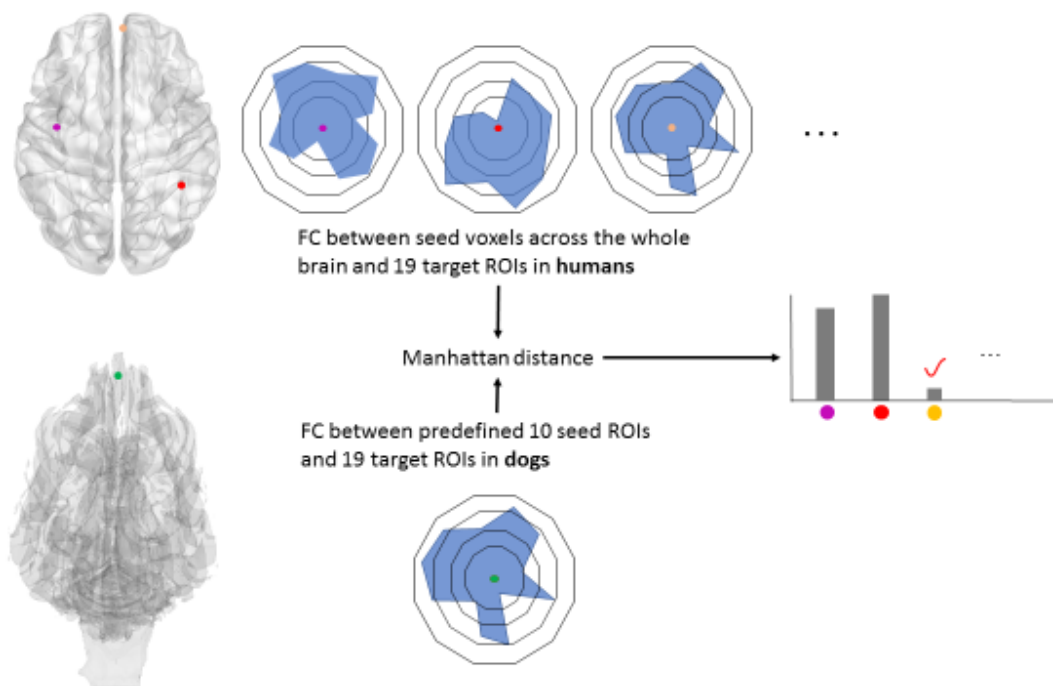 ...
FC between seed voxels across the whole
brain and 19 target ROIs in humans
Manhattan distance
...
FC between predefined 10 seed ROIs
and 19 target ROIs in dogs